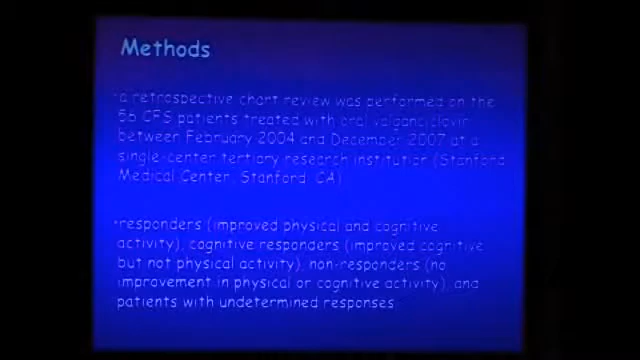 Methods
a retrospective chart review was performed on the
56 CFS patients treated with oral valganciclovir
between February 2004 and December 2007 at a
single-center tertiary research institution (Stanford
Medical Center, Stanford, CA)
responders (improved physical and cognitive
activity), cognitive responders (improved cognitive
but not physical activity), non-responders (no
improvement in physical or cognitive activity), and
patients with undetermined responses